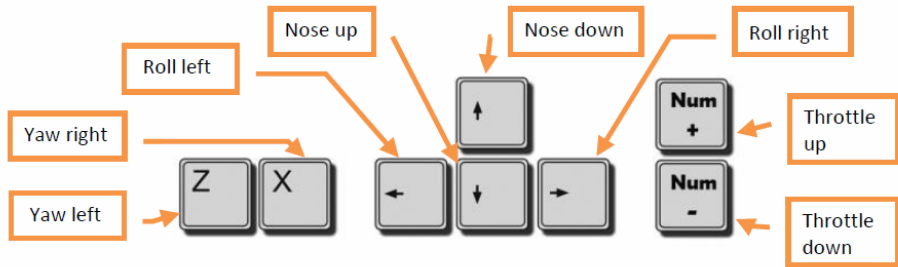 Nose up
Nose down
Roll right
Roll left
Num
+
Throttle
up
Yaw right
Z
X
Num
-
Yaw left
Throttle
down